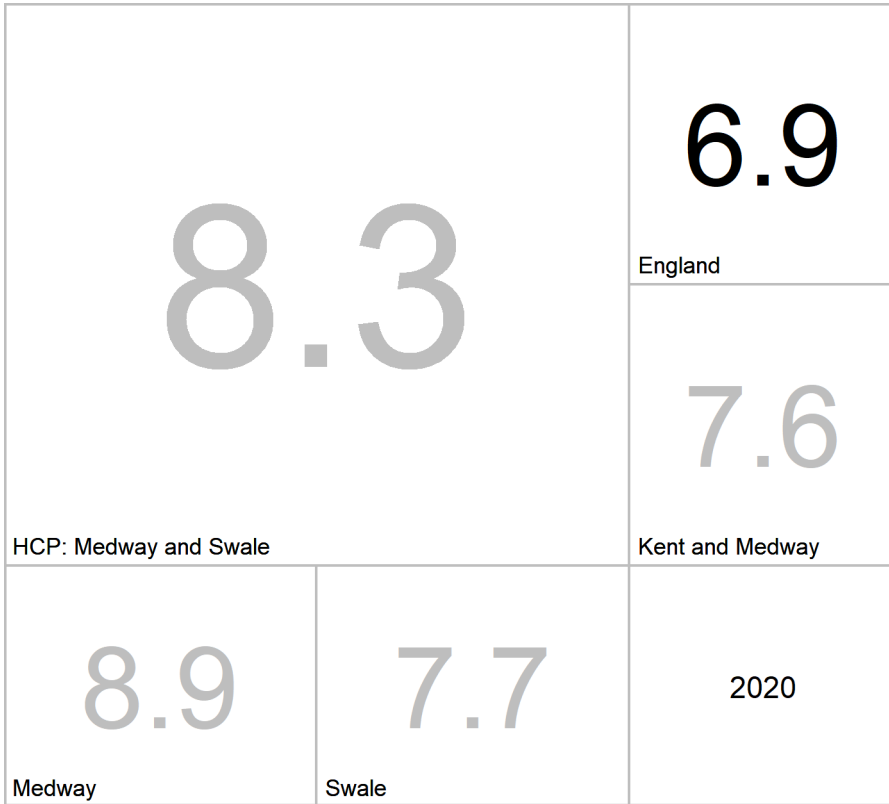 8.3
HCP: Medway and Swale
6.9
England
7.6
Kent and Medway
8.9
Medway
7.7
Swale
2020